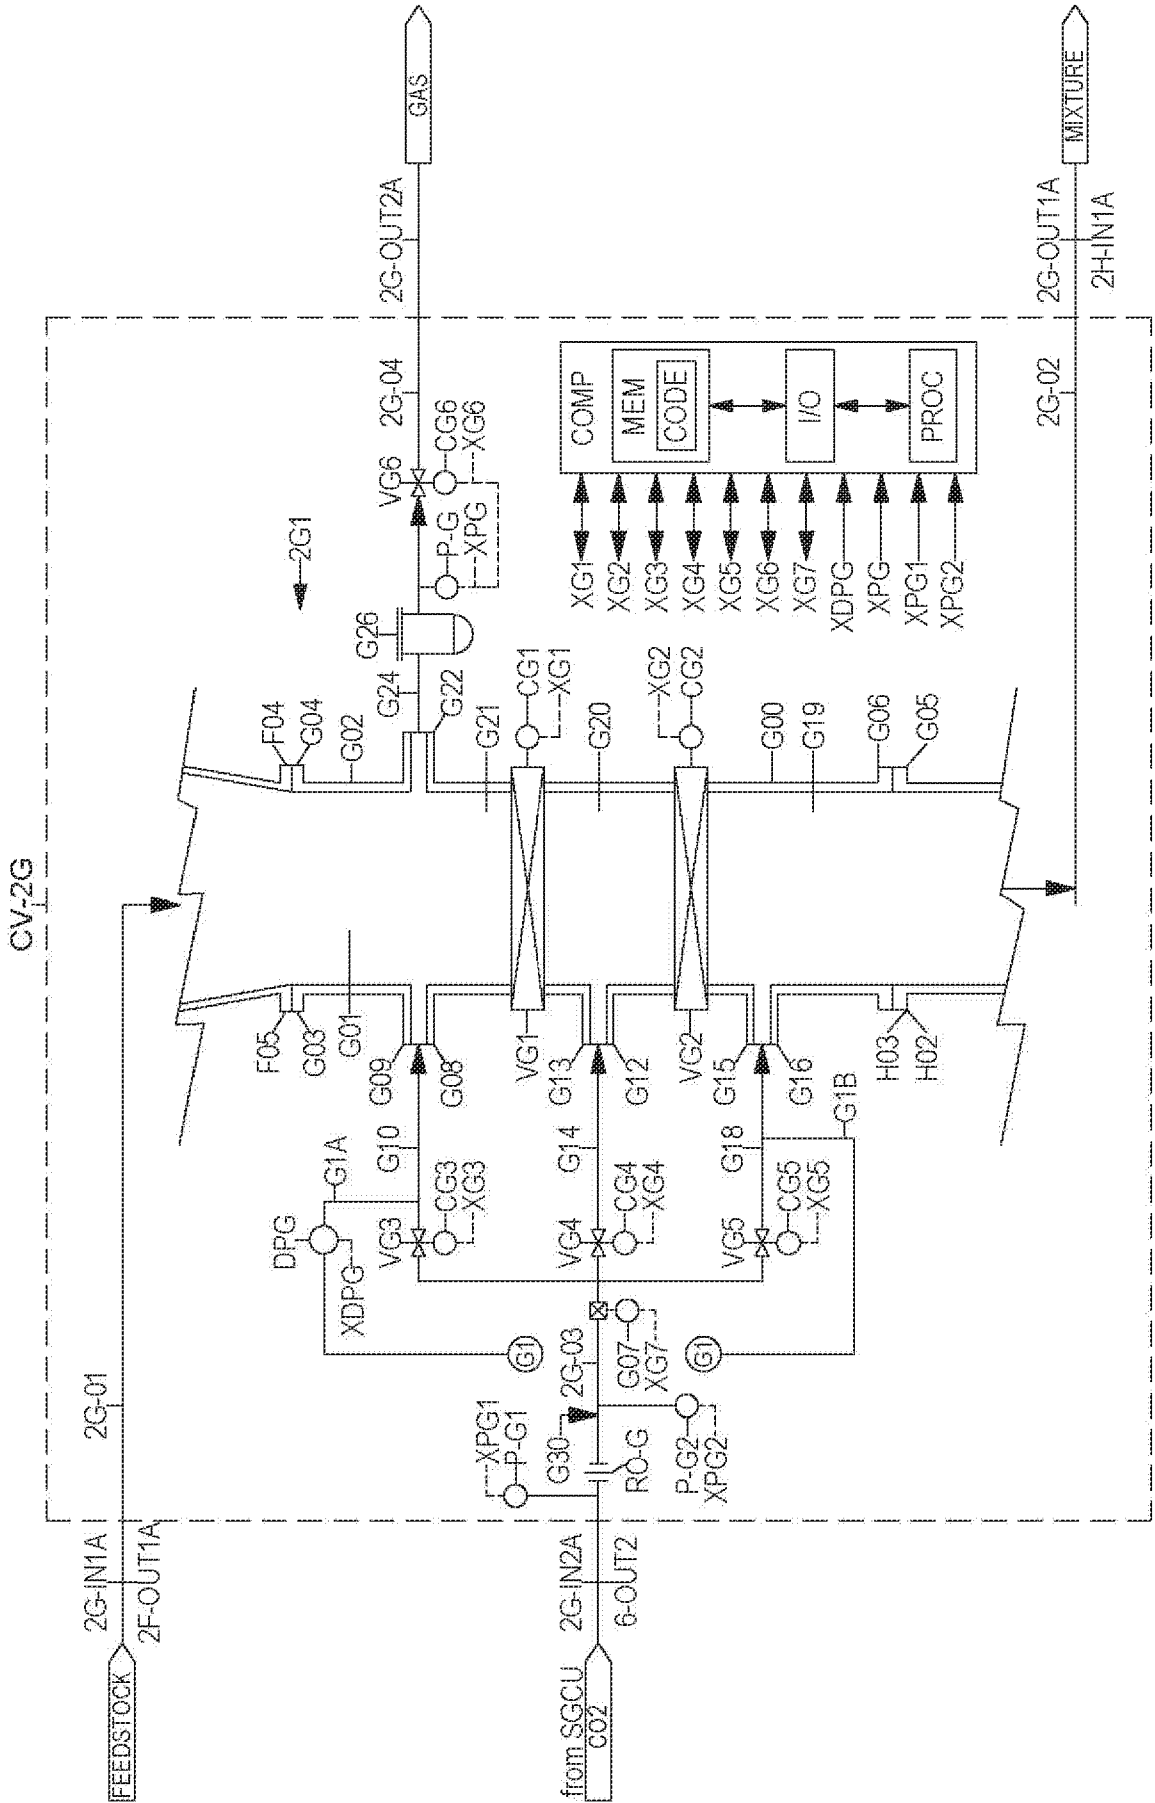 CV-2G
FEEDSTOCK
2G-IN1A
2F-OUT1A
2G-01
from SGCU
CO2
2G-IN2A
6-OUT2
XPG1
P-G1
G30
RO-G
P-G2
XPG2
2G-03
G07
XG7
G1
G1
DPG
XDPG
G1A
G1B
VG3
CG3
XG3
VG4
CG4
XG4
VG5
CG5
XG5
G10
G14
G18
F05
G03
G01
G09
G08
VG1
G13
G12
VG2
G15
G16
H03
H02
F04
G04
G02
G24
G22
G21
CG1
XG1
G20
XG2
CG2
G00
G19
G06
G05
2G1
G26
P-G
XPG
VG6
CG6
XG6
2G-04
2G-OUT2A
GAS
XG1
XG2
XG3
XG4
XG5
XG6
XG7
XDPG
XPG
XPG1
XPG2
COMP
MEM
CODE
I/O
PROC
2G-02
2G-OUT1A
2H-IN1A
MIXTURE